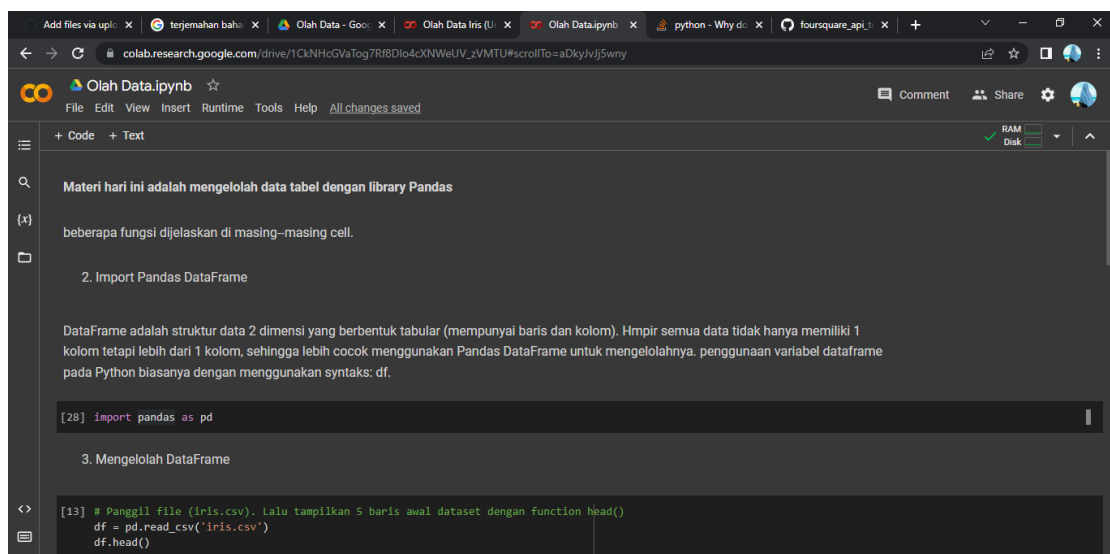 Add files via uplo
terjemahan baha
Olah Data - Goog
Olah Data Iris (U
Olah Data.ipynb
python - Why do
foursquare_api_t
colab.research.google.com/drive/1CkNHcGVaTog7Rf8DIo4cXNWeUV_zVMTU#scrollTo=aDkyJvJj5wny
Olah Data.ipynb
File Edit View Insert Runtime Tools Help All changes saved
Comment
Share
+ Code + Text
RAM
Disk
Materi hari ini adalah mengelolah data tabel dengan library Pandas
beberapa fungsi dijelaskan di masing--masing cell.
2. Import Pandas DataFrame
DataFrame adalah struktur data 2 dimensi yang berbentuk tabular (mempunyai baris dan kolom). Hmpir semua data tidak hanya memiliki 1
kolom tetapi lebih dari 1 kolom, sehingga lebih cocok menggunakan Pandas DataFrame untuk mengelolahnya. penggunaan variabel dataframe
pada Python biasanya dengan menggunakan syntaks: df.
[28] import pandas as pd
3. Mengelolah DataFrame
[13] # Panggil file (iris.csv). Lalu tampilkan 5 baris awal dataset dengan function head()
df = pd.read_csv('iris.csv')
df.head()